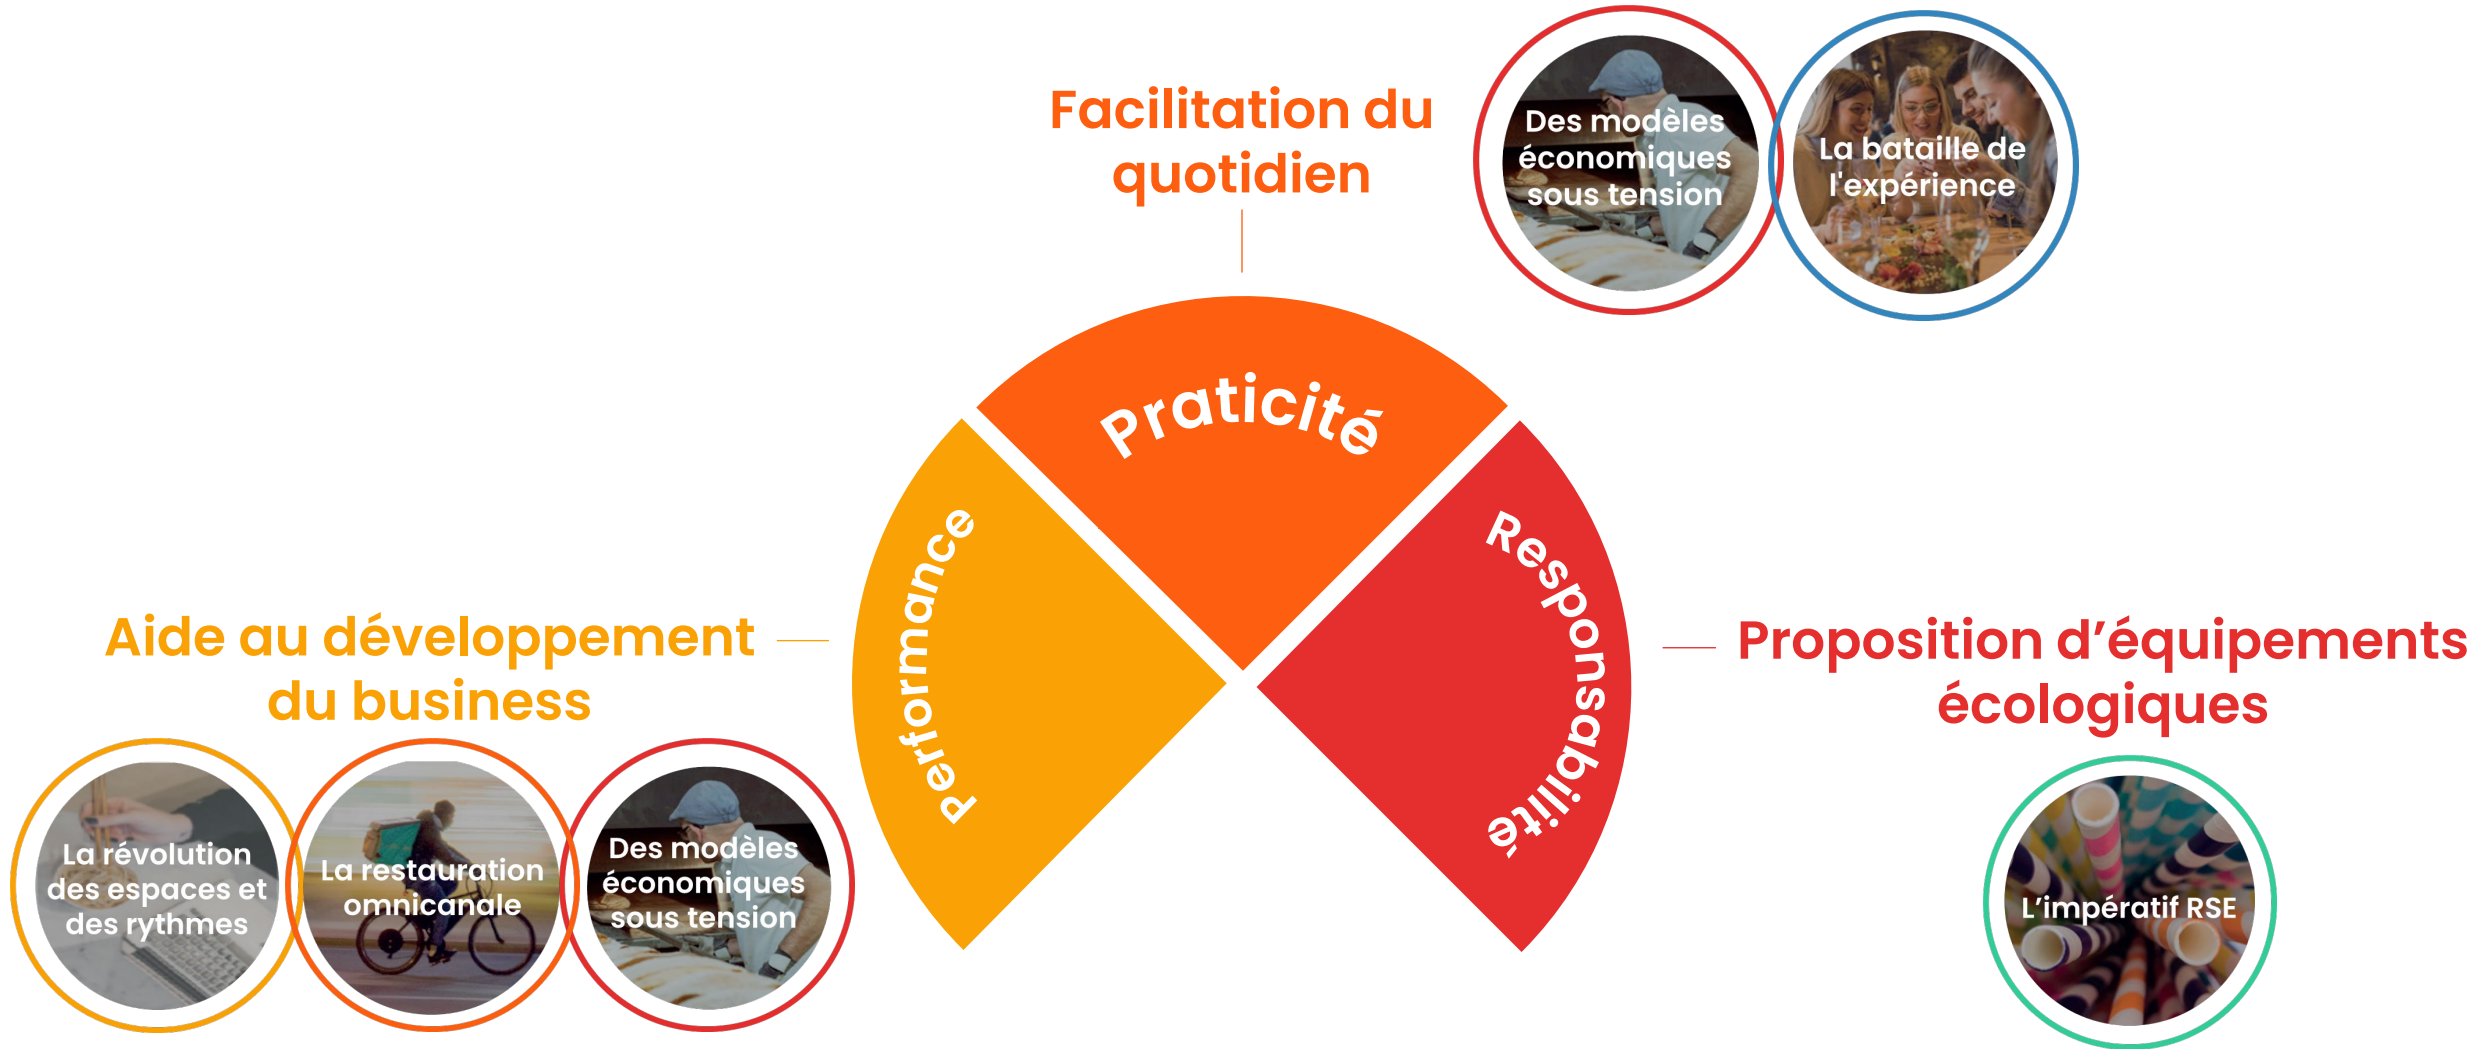 Facilitation du
quotidien
Des modèles
économiques
sous tension
La bataille de
l'expérience
Praticité
Performance
Responsabilité
Aide au développement
du business
La révolution
des espaces et
des rythmes
La restauration
omnicanale
Des modèles
économiques
sous tension
Proposition d’équipements
écologiques
L’impératif RSE